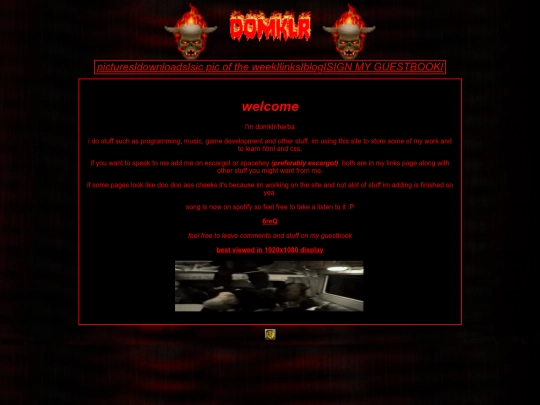 DOMKLR
pictures|downloads|sic pic of the week|links|blog|SIGN MY GUESTBOOK!
welcome
i'm domklr/herbs
i do stuff such as programming, music, game development and other stuff. im using this site to store some of my work and
to learn html and css.
if you want to speak to me add me on escargot or spacehey (preferably escargot). both are in my links page along with
other stuff you might want from me.
if some pages look like doo doo ass cheeks it's because im working on the site and not alot of stuff im adding is finished so
yea.
song is now on spotify so feel free to take a listen to it :P
feel free to leave comments and stuff on my guestbook
best viewed in 1920x1080 display